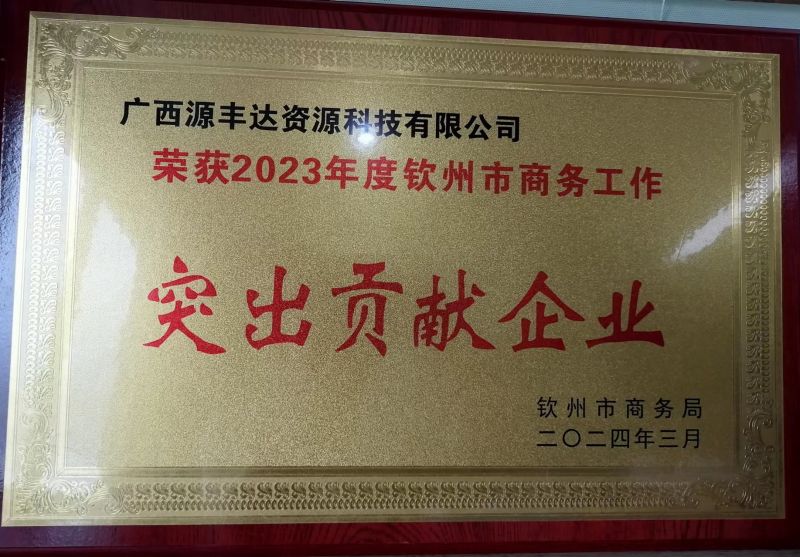 广西源丰达资源科技有限公司
荣获2023年度钦州市商务工作
突出贡献企业
钦州市商务局
二〇二四年三月